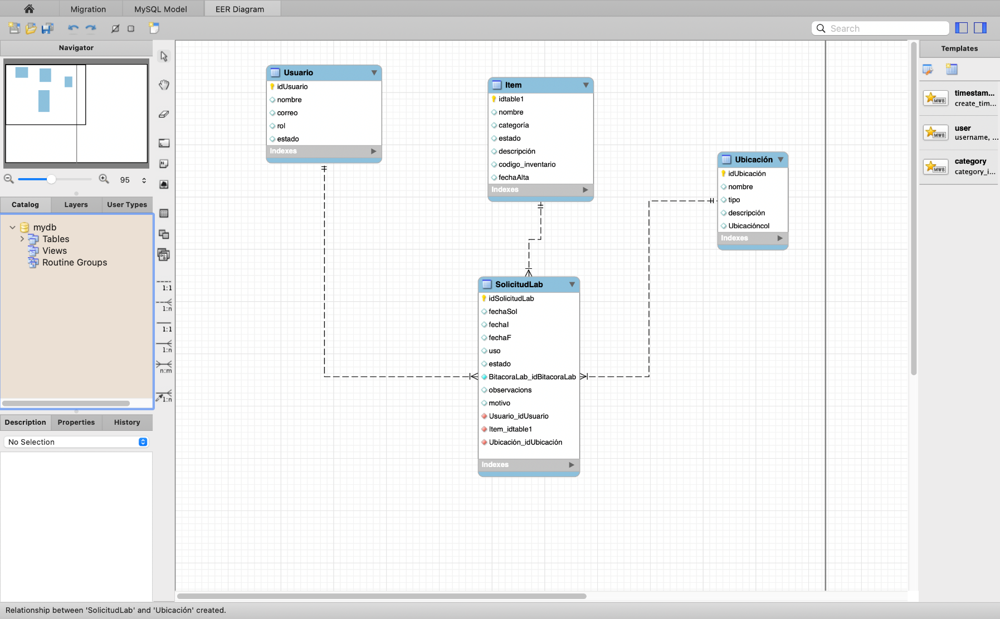 Migration
MySQL Model
EER Diagram
Search
Navigator
95
Catalog
Layers
User Types
mydb
Tables
Views
Routine Groups
Description
Properties
History
No Selection
1:1
1:n
1:1
1:n
n:m
1:n
Usuario
idUsuario
nombre
correo
rol
estado
Indexes
Item
idtable1
nombre
categoría
estado
descripción
codigo_inventario
fechaAlta
Indexes
Ubicación
idUbicación
nombre
tipo
descripción
Ubicacióncol
Indexes
SolicitudLab
idSolicitudLab
fechaSol
fechaI
fechaF
uso
estado
BitacoraLab_idBitacoraLab
observacions
motivo
Usuario_idUsuario
Item_idtable1
Ubicación_idUbicación
Indexes
Templates
MWB
timestam...
create_tim...
MWB
user
username, ...
MWB
category
category_i...
Relationship between 'SolicitudLab' and 'Ubicación' created.